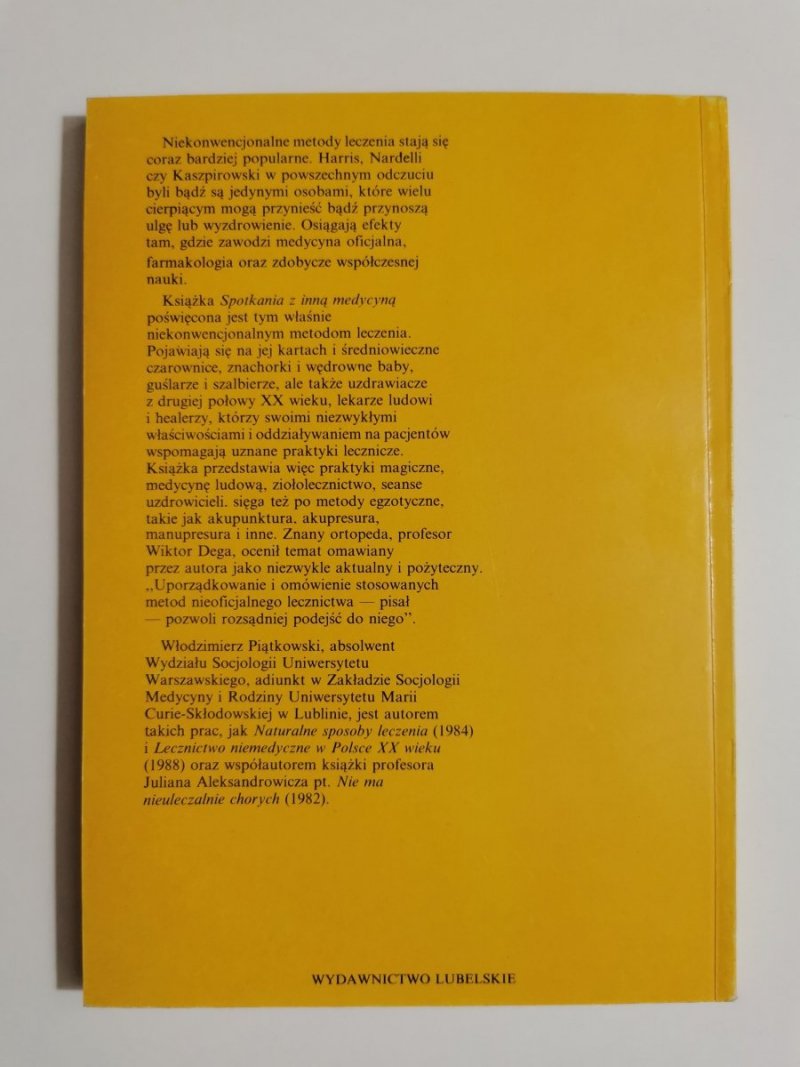 Niekonwencjonalne metody leczenia stają się
coraz bardziej popularne. Harris, Nardelli
czy Kaszpirowski w powszechnym odczuciu
byli bądź są jedynymi osobami, które wielu
cierpiącym mogą przynieść bądź przynoszą
ulgę lub wyzdrowienie. Osiągają efekty
tam, gdzie zawodzi medycyna oficjalna,
farmakologia oraz zdobycze współczesnej
nauki.
Książka Spotkania z inną medycyną
poświęcona jest tym właśnie
niekonwencjonalnym metodom leczenia.
Pojawiają się na jej kartach i średniowieczne
czarownice, znachorki i wędrowne baby,
guślarze i szalbierze, ale także uzdrawiacze
z drugiej połowy XX wieku, lekarze ludowi
i healerzy, którzy swoimi niezwykłymi
właściwościami i oddziaływaniem na pacjentów
wspomagają uznane praktyki lecznicze.
Książka przedstawia więc praktyki magiczne,
medycynę ludową, ziołolecznictwo, seanse
uzdrowicieli. sięga też po metody egzotyczne,
takie jak akupunktura, akupresura,
manupresura i inne. Znany ortopeda, profesor
Wiktor Dega, ocenił temat omawiany
przez autora jako niezwykle aktualny i pożyteczny.
„Uporządkowanie i omówienie stosowanych
metod nieoficjalnego lecznictwa — pisał
— pozwoli rozsądniej podejść do niego”.
Włodzimierz Piątkowski, absolwent
Wydziału Socjologii Uniwersytetu
Warszawskiego, adiunkt w Zakładzie Socjologii
Medycyny i Rodziny Uniwersytetu Marii
Curie-Skłodowskiej w Lublinie, jest autorem
takich prac, jak Naturalne sposoby leczenia (1984)
i Lecznictwo niemedyczne w Polsce XX wieku
(1988) oraz współautorem książki profesora
Juliana Aleksandrowicza pt. Nie ma
nieuleczalnie chorych (1982).
WYDAWNICTWO LUBELSKIE